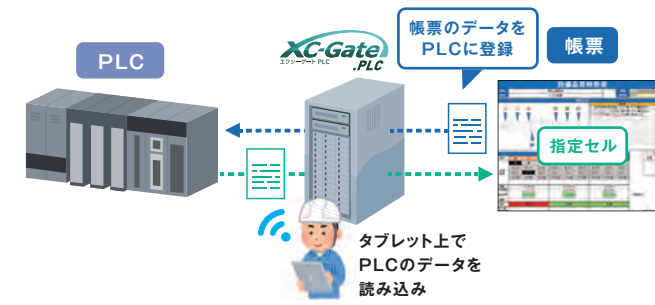 帳票のデータを
PLCに登録
帳票
PLC
XC-Gate
エクシーゲート PLC
.PLC
指定セル
タブレット上で
PLCのデータを
読み込み